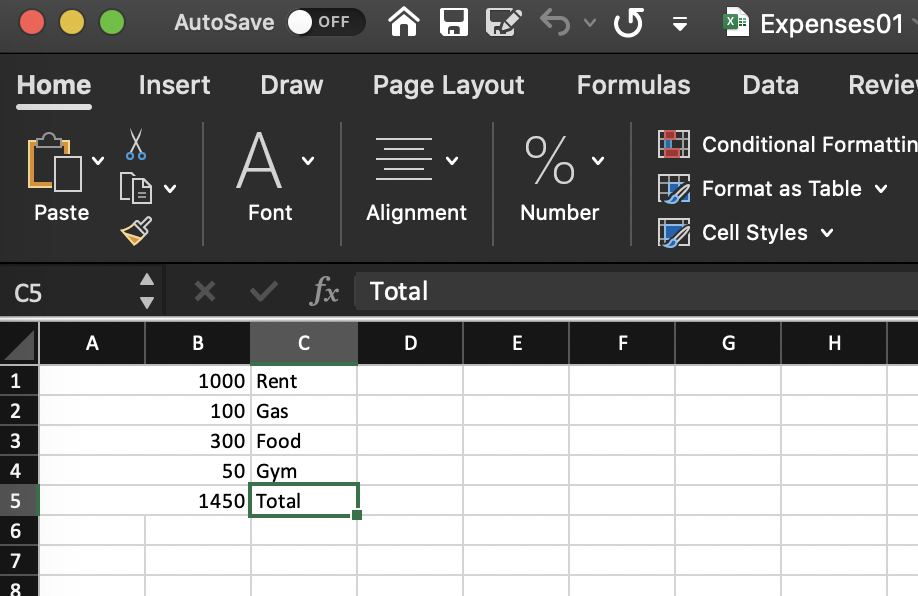 AutoSave OFF Expenses01
Home Insert Draw Page Layout Formulas Data Review
Conditional Formatting
Format as Table
Paste Font Alignment Number
Cell Styles
C5 fx Total
A B C D E F G H
1 1000 Rent
2 100 Gas
3 300 Food
4 50 Gym
5 1450 Total
6
7
8